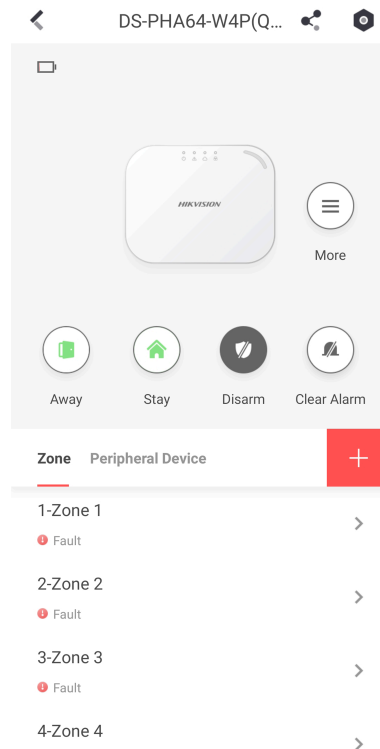 DS-PHA64-W4P(Q...
HIKVISION
More
Away
Stay
Disarm
Clear Alarm
Zone
Peripheral Device
1-Zone 1
Fault
2-Zone 2
Fault
3-Zone 3
Fault
4-Zone 4